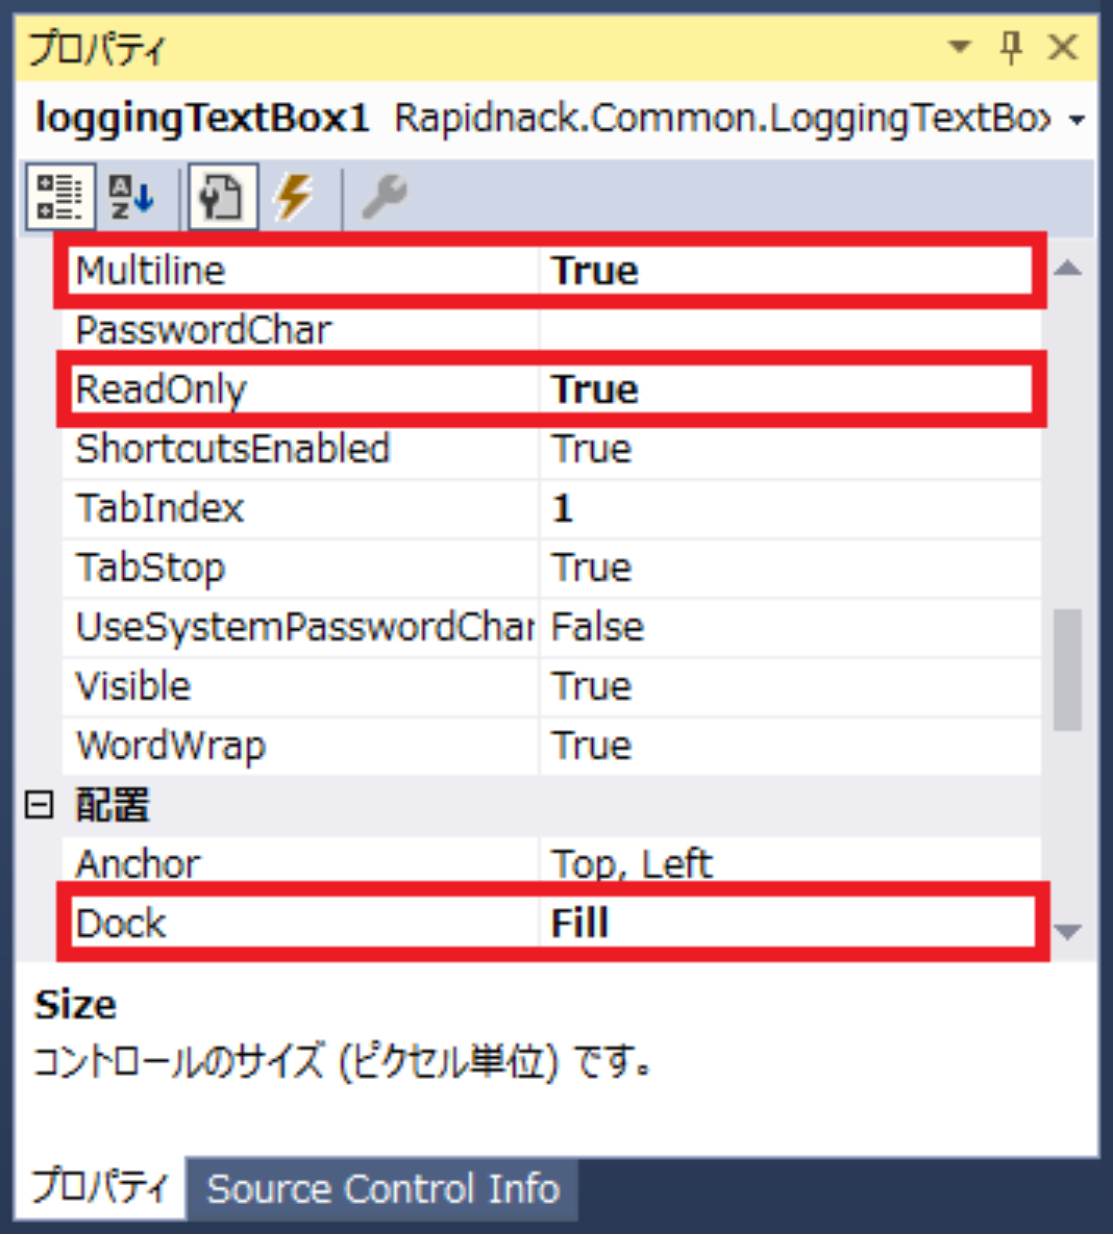 プロパティ
loggingTextBox1 Rapidnack.Common.LoggingTextBox
Multiline True
PasswordChar
ReadOnly True
ShortcutsEnabled True
TabIndex 1
TabStop True
UseSystemPasswordChar False
Visible True
WordWrap True
配置
Anchor Top, Left
Dock Fill
Size
コントロールのサイズ (ピクセル単位) です。
プロパティ Source Control Info